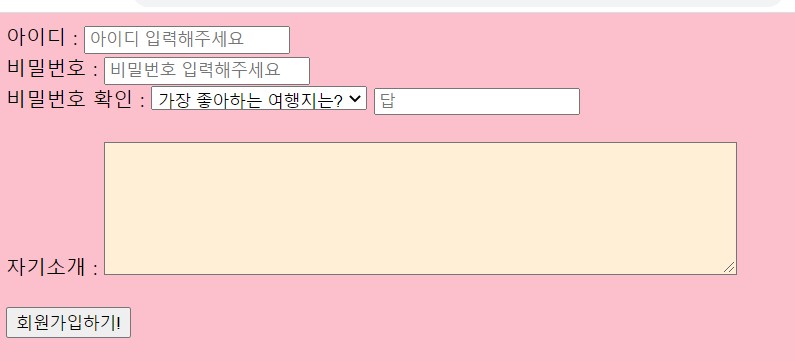 아이디 : 아이디 입력해주세요
비밀번호 : 비밀번호 입력해주세요
비밀번호 확인 : 가장 좋아하는 여행지는? 답
자기소개 :
회원가입하기!